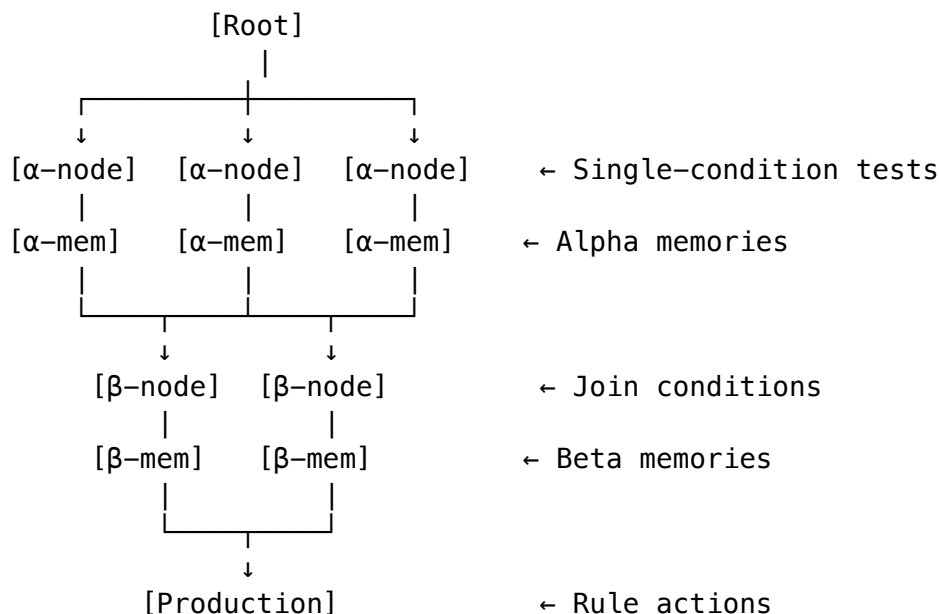 [Root]
[α-node] [α-node] [α-node] ← Single-condition tests
[α-mem] [α-mem] [α-mem] ← Alpha memories
[β-node] [β-node] ← Join conditions
[β-mem] [β-mem] ← Beta memories
[Production] ← Rule actions